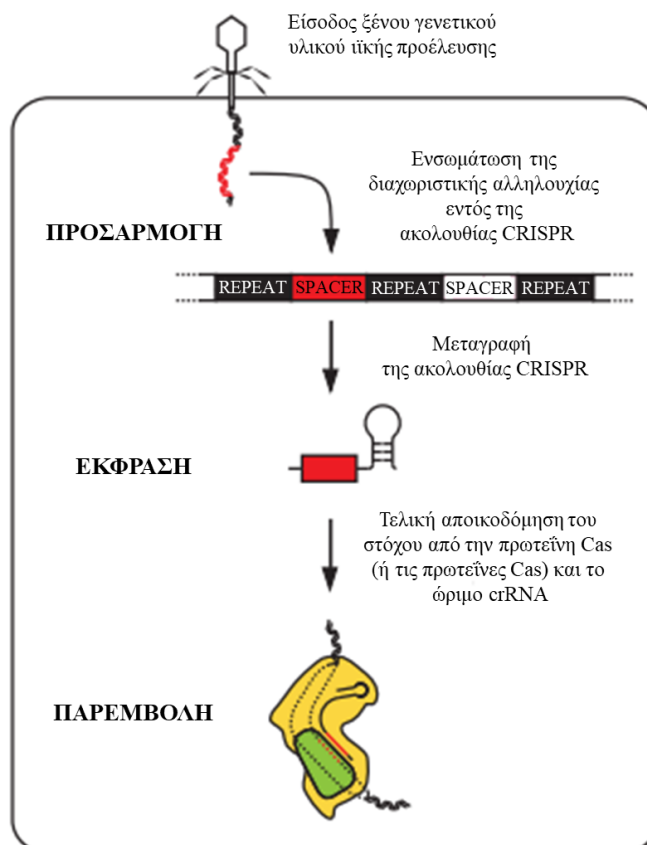 Είσοδος ξένου γενετικού
υλικού ιϊκής προέλευσης
Ενσωμάτωση της
διαχωριστικής αλληλουχίας
εντός της
ακολουθίας CRISPR
ΠΡΟΣΑΡΜΟΓΗ
REPEAT SPACER REPEAT SPACER REPEAT
Μεταγραφή
της ακολουθίας CRISPR
ΕΚΦΡΑΣΗ
Τελική αποικοδόμηση του
στόχου από την πρωτεΐνη Cas
(ή τις πρωτεΐνες Cas) και το
ώριμο crRNA
ΠΑΡΕΜΒΟΛΗ